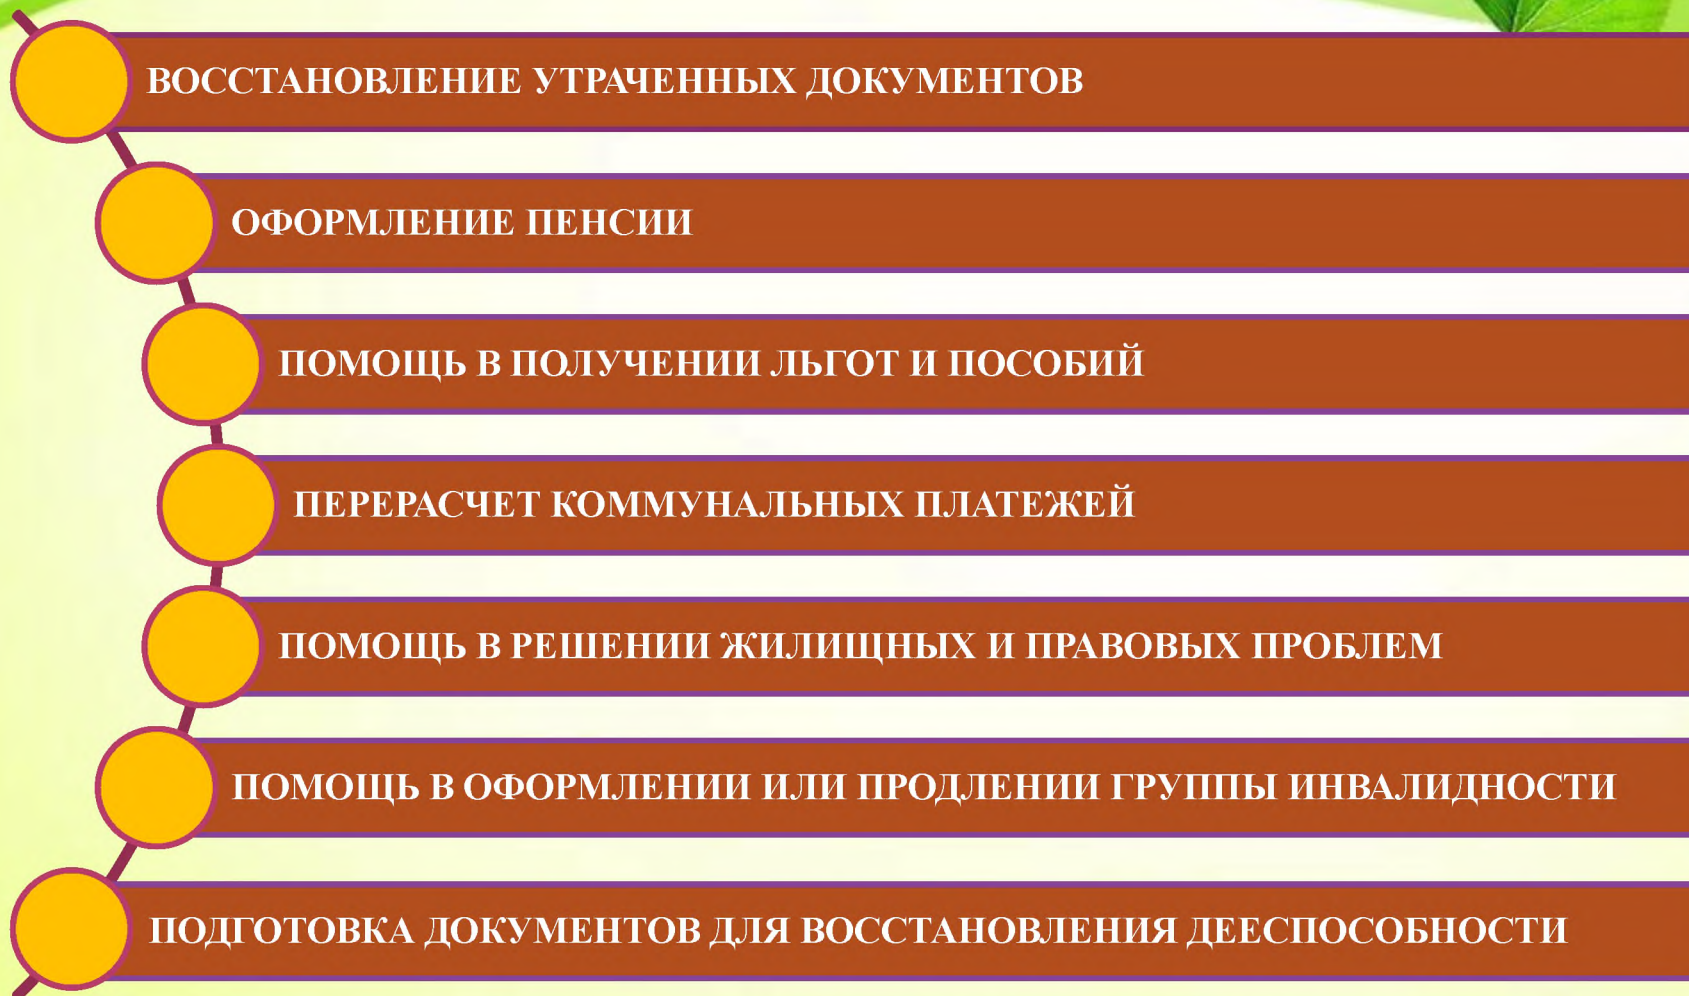 ВОССТАНОВЛЕНИЕ УТРАЧЕННЫХ ДОКУМЕНТОВ
ОФОРМЛЕНИЕ ПЕНСИИ
ПОМОЩЬ В ПОЛУЧЕНИИ ЛЬГОТ И ПОСОБИЙ
ПЕРЕРАСЧЕТ КОММУНАЛЬНЫХ ПЛАТЕЖЕЙ
ПОМОЩЬ В РЕШЕНИИ ЖИЛИЩНЫХ И ПРАВОВЫХ ПРОБЛЕМ
ПОМОЩЬ В ОФОРМЛЕНИИ ИЛИ ПРОДЛЕНИИ ГРУППЫ ИНВАЛИДНОСТИ
ПОДГОТОВКА ДОКУМЕНТОВ ДЛЯ ВОССТАНОВЛЕНИЯ ДЕЕСПОСОБНОСТИ